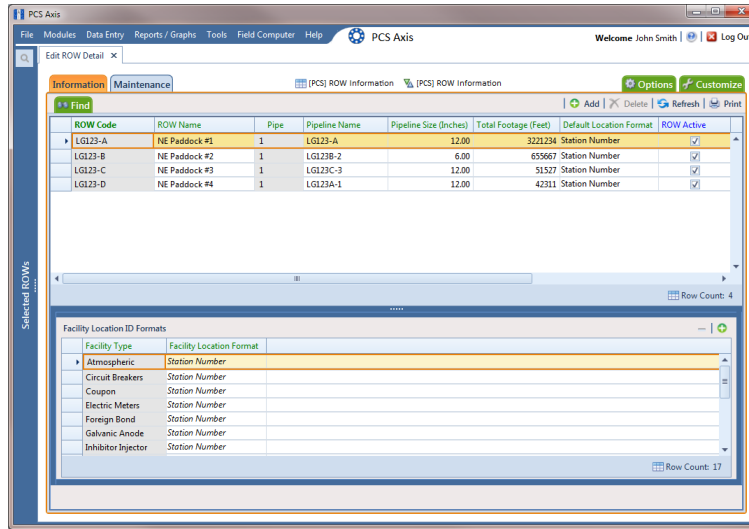 PCS Axis
File Modules Data Entry Reports / Graphs Tools Field Computer Help PCS Axis Welcome John Smith | | Log Ou
Edit ROW Detail ×
Information Maintenance [PCS] ROW Information [PCS] ROW Information Options Customize
Find | Add | Delete | Refresh | Print
ROW Code ROW Name Pipe Pipeline Name Pipeline Size (Inches) Total Footage (Feet) Default Location Format ROW Active
LG123-A NE Paddock #1 1 LG123-A 12.00 3221234 Station Number
LG123-B NE Paddock #2 1 LG123B-2 6.00 655667 Station Number
LG123-C NE Paddock #3 1 LG123C-3 12.00 51527 Station Number
LG123-D NE Paddock #4 1 LG123A-1 12.00 42311 Station Number
Row Count: 4
Selected ROWs
Facility Location ID Formats
Facility Type Facility Location Format
Atmospheric Station Number
Circuit Breakers Station Number
Coupon Station Number
Electric Meters Station Number
Foreign Bond Station Number
Galvanic Anode Station Number
Inhibitor Injector Station Number
Row Count: 17